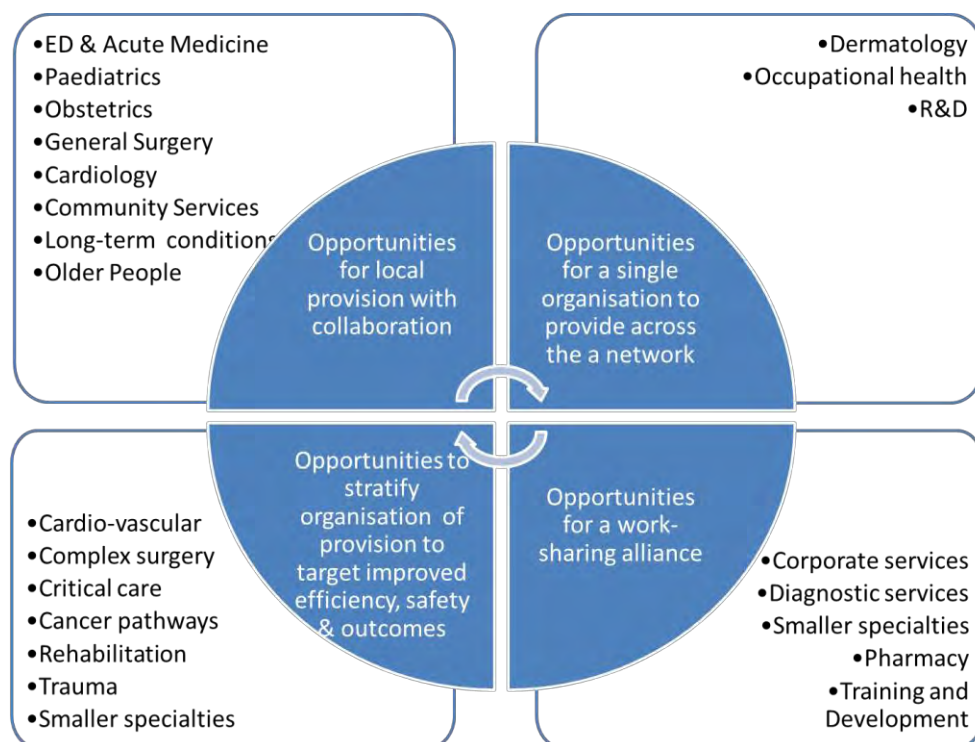 •ED & Acute Medicine
•Paediatrics
•Obstetrics
•General Surgery
•Cardiology
•Community Services
•Long-term conditions
•Older People
•Dermatology
•Occupational health
•R&D
Opportunities
for local
provision with
collaboration
Opportunities
for a single
organisation to
provide across
the a network
Opportunities to
stratify
organisation of
provision to
target improved
efficiency, safety
& outcomes
Opportunities
for a work-
sharing alliance
•Cardio-vascular
•Complex surgery
•Critical care
•Cancer pathways
•Rehabilitation
•Trauma
•Smaller specialties
•Corporate services
•Diagnostic services
•Smaller specialties
•Pharmacy
•Training and
Development